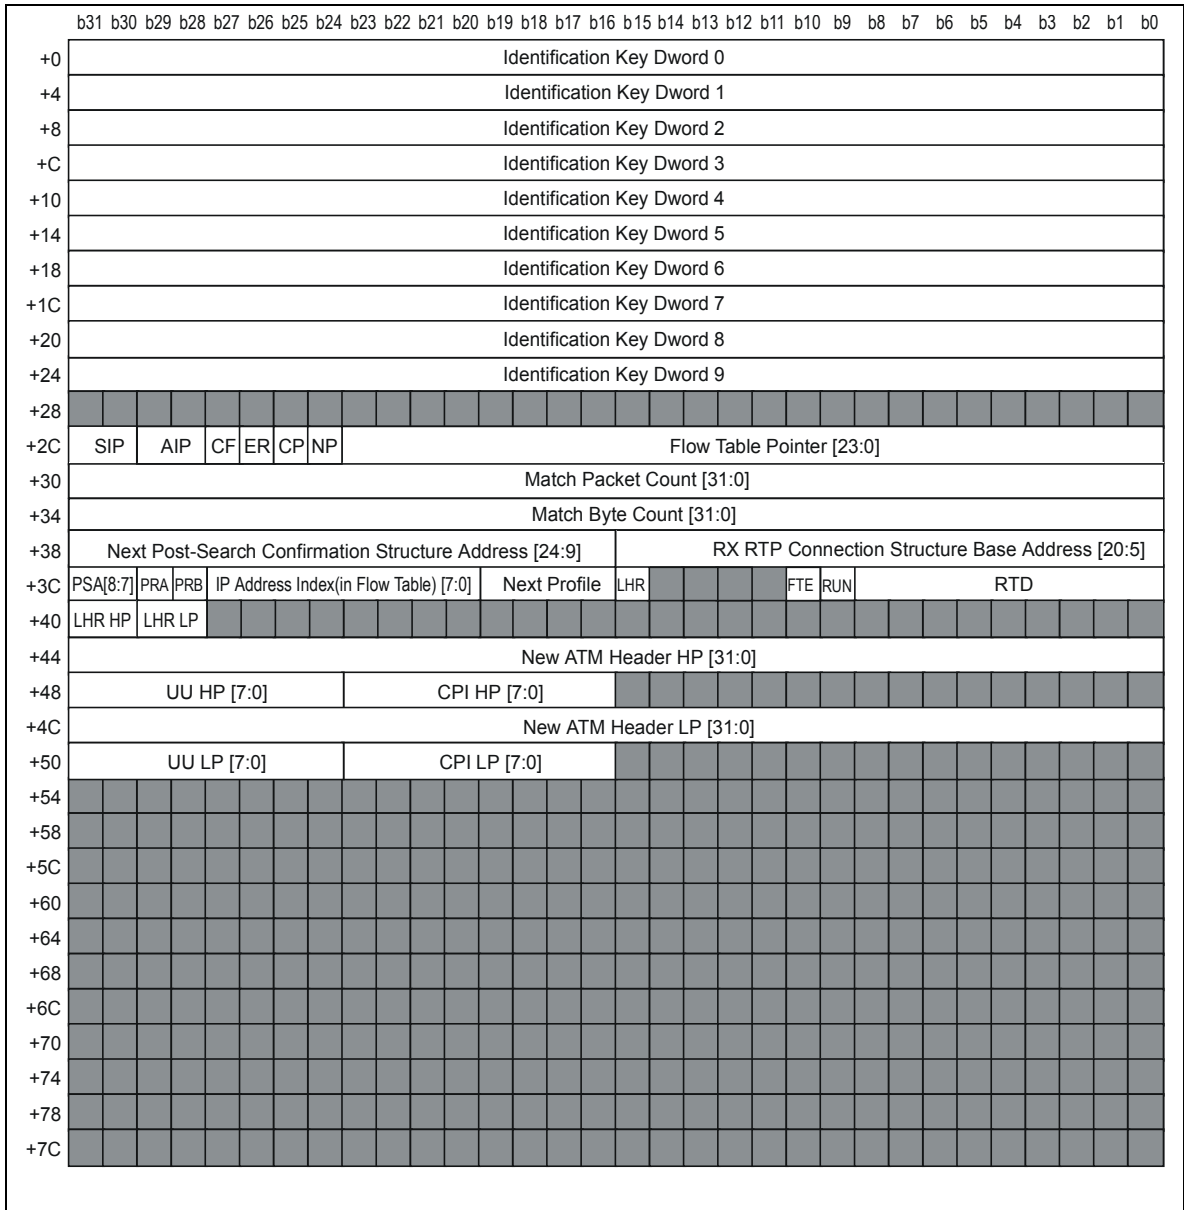 b31 b30 b29 b28 b27 b26 b25 b24 b23 b22 b21 b20 b19 b18 b17 b16 b15 b14 b13 b12 b11 b10 b9 b8 b7 b6 b5 b4 b3 b2 b1 b0
+0 Identification Key Dword 0
+4 Identification Key Dword 1
+8 Identification Key Dword 2
+C Identification Key Dword 3
+10 Identification Key Dword 4
+14 Identification Key Dword 5
+18 Identification Key Dword 6
+1C Identification Key Dword 7
+20 Identification Key Dword 8
+24 Identification Key Dword 9
+28
+2C SIP AIP CF ER CP NP Flow Table Pointer [23:0]
+30 Match Packet Count [31:0]
+34 Match Byte Count [31:0]
+38 Next Post-Search Confirmation Structure Address [24:9] RX RTP Connection Structure Base Address [20:5]
+3C PSA[8:7] PRA PRB IP Address Index(in Flow Table) [7:0] Next Profile LHR FTE RUN RTD
+40 LHR HP LHR LP
+44 New ATM Header HP [31:0]
+48 UU HP [7:0] CPI HP [7:0]
+4C New ATM Header LP [31:0]
+50 UU LP [7:0] CPI LP [7:0]
+54
+58
+5C
+60
+64
+68
+6C
+70
+74
+78
+7C